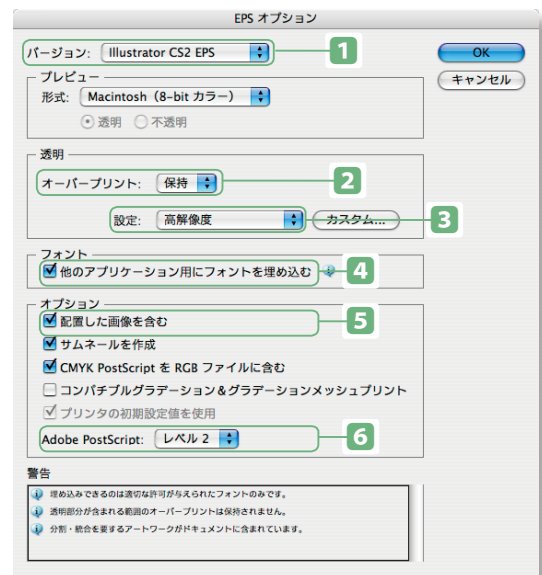 EPS オプション
バージョン: Illustrator CS2 EPS
1
OK
キャンセル
プレビュー
形式: Macintosh（8-bit カラー）
透明 不透明
透明
オーバープリント: 保持
2
設定: 高解像度 カスタム...
3
フォント
他のアプリケーション用にフォントを埋め込む
4
オプション
配置した画像を含む
5
サムネールを作成
CMYK PostScript を RGB ファイルに含む
コンパチブルグラデーション＆グラデーションメッシュプリント
プリンタの初期設定値を使用
Adobe PostScript: レベル 2
6
警告
埋め込みできるのは適切な許可が与えられたフォントのみです。
透明部分が含まれる範囲のオーバープリントは保持されません。
分割・統合を要するアートワークがドキュメントに含まれています。